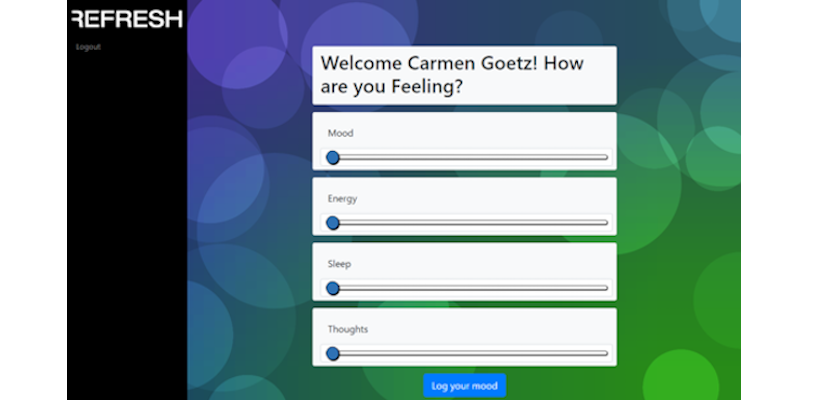 REFRESH
Logout
Welcome Carmen Goetz! How
are you Feeling?
Mood
Energy
Sleep
Thoughts
Log your mood